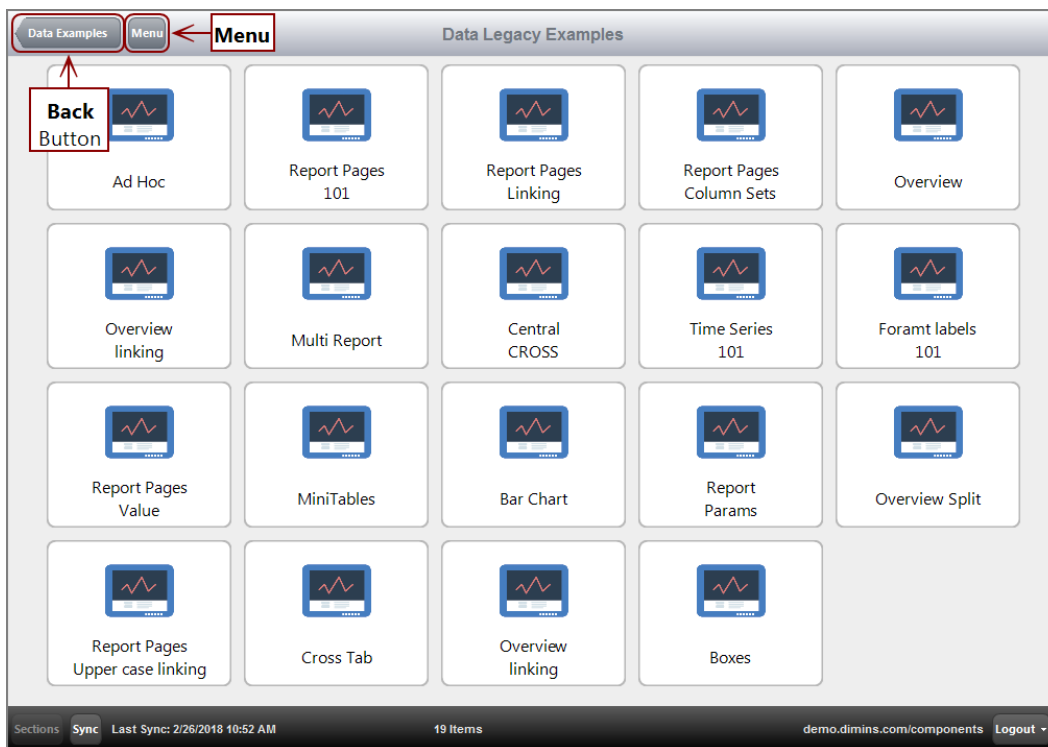 Data Examples
Menu
Menu
Data Legacy Examples
Back
Button
Ad Hoc
Report Pages
101
Report Pages
Linking
Report Pages
Column Sets
Overview
Overview
linking
Multi Report
Central
CROSS
Time Series
101
Foramt labels
101
Report Pages
Value
MiniTables
Bar Chart
Report
Params
Overview Split
Report Pages
Upper case linking
Cross Tab
Overview
linking
Boxes
Sections
Sync
Last Sync: 2/26/2018 10:52 AM
19 Items
demo.dimins.com/components
Logout